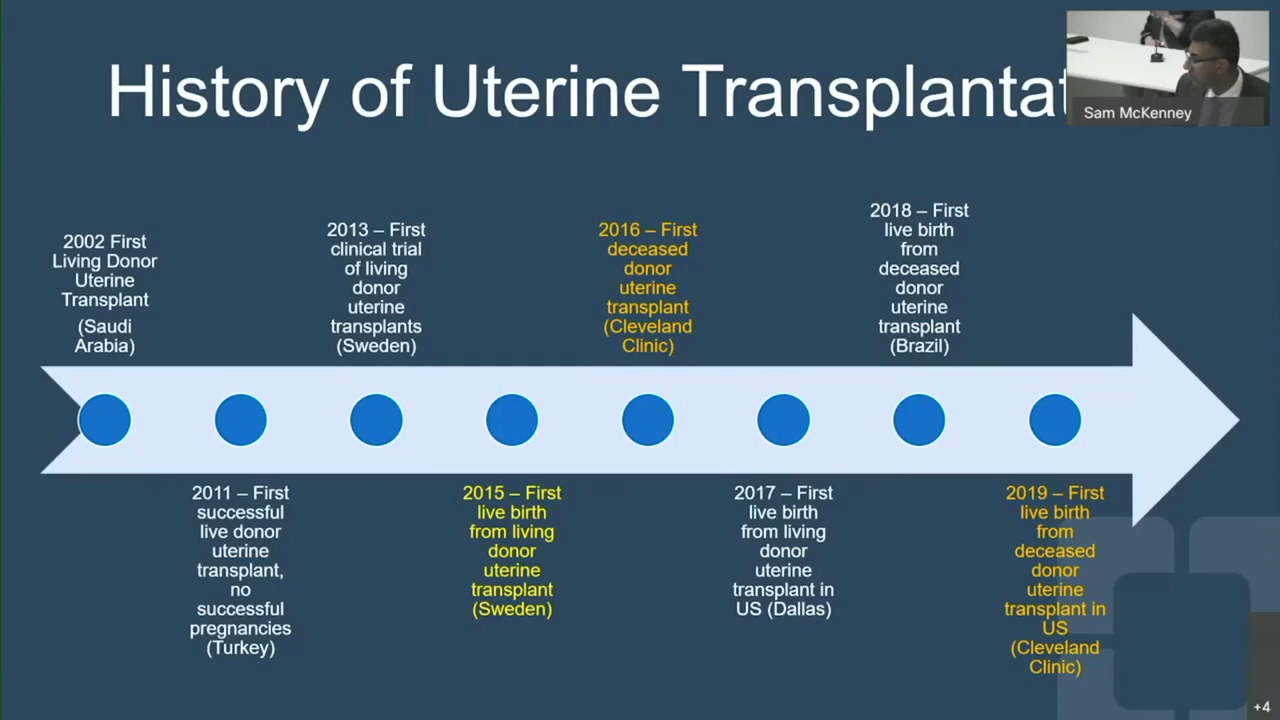 History of Uterine Transplantat
Sam McKenney
2002 First
Living Donor
Uterine
Transplant
(Saudi
Arabia)
2011 – First
successful
live donor
uterine
transplant,
no
successful
pregnancies
(Turkey)
2013 – First
clinical trial
of living
donor
uterine
transplants
(Sweden)
2015 – First
live birth
from living
donor
uterine
transplant
(Sweden)
2016 – First
deceased
donor
uterine
transplant
(Cleveland
Clinic)
2017 – First
live birth
from living
donor
uterine
transplant in
US (Dallas)
2018 – First
live birth
from
deceased
donor
uterine
transplant
(Brazil)
2019 – First
live birth
from
deceased
donor
uterine
transplant in
US
(Cleveland
Clinic)
+4